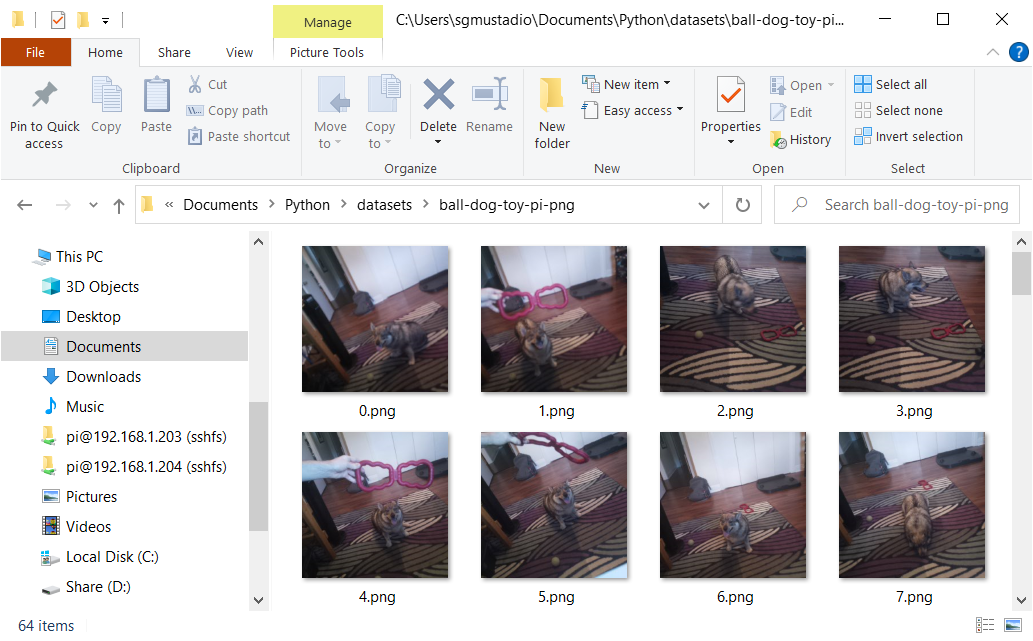 Manage
C:\Users\sgmustadio\Documents\Python\datasets\ball-dog-toy-pi...
File
Home
Share
View
Picture Tools
?
Pin to Quick access
Copy
Paste
Cut
Copy path
Paste shortcut
Clipboard
Move to
Copy to
Delete
Rename
Organize
New folder
New item
Easy access
New
Properties
Open
Edit
History
Open
Select all
Select none
Invert selection
Select
« Documents > Python > datasets > ball-dog-toy-pi-png
Search ball-dog-toy-pi-png
This PC
3D Objects
Desktop
Documents
Downloads
Music
pi@192.168.1.203 (sshfs)
pi@192.168.1.204 (sshfs)
Pictures
Videos
Local Disk (C:)
Share (D:)
0.png
1.png
2.png
3.png
4.png
5.png
6.png
7.png
64 items